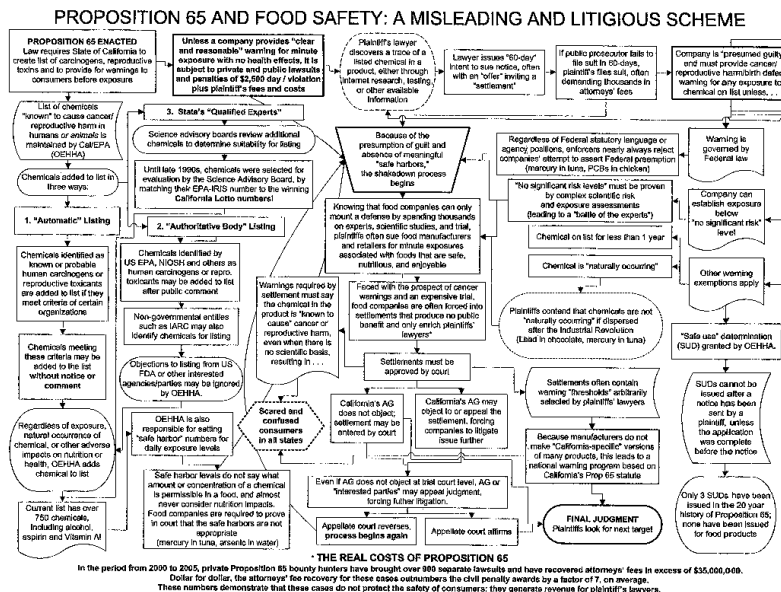 PROPOSITION 65 AND FOOD SAFETY: A MISLEADING AND LITIGIOUS SCHEME
PROPOSITION 65 ENACTED
Law requires State of California to
create list of carcinogens, reproductive
toxins and to provide for warnings to
consumers before exposure
List of chemicals
"known" to cause cancer/
reproductive harm in
humans or animals is
maintained by Cal/EPA
(OEHHA)
Chemicals added to list in
three ways:
1. "Automatic" Listing
Chemicals identified as
known or probable
human carcinogens or
reproductive toxicants
are added to list if they
meet criteria of certain
organizations
Chemicals meeting
these criteria may be
added to the list
without notice or
comment
Regardless of exposure,
natural occurrence of
chemical, or other adverse
impacts on nutrition or
health, OEHHA adds
chemical to list
Current list has over
750 chemicals,
including alcohol,
aspirin and Vitamin A!
Unless a company provides "clear
and reasonable" warning for minute
exposure with no health effects, it is
subject to private and public lawsuits
and penalties of $2,500 day / violation
plus plaintiff's fees and costs
3. State's "Qualified Experts"
Science advisory boards review additional
chemicals to determine suitability for listing
Until late 1990s, chemicals were selected for
evaluation by the Science Advisory Board, by
matching their EPA-IRIS number to the winning
California Lotto numbers!
2. "Authoritative Body" Listing
Chemicals identified by
US EPA, NIOSH and others as
human carcinogens or repro.
toxicants may be added to list
after public comment
Non-governmental entities
such as IARC may also
identify chemicals for listing
Objections to listing from US
FDA or other interested
agencies/parties may be ignored
by OEHHA.
OEHHA is also
responsible for setting
"safe harbor" numbers for
daily exposure levels
Safe harbor levels do not say what
amount or concentration of a chemical
is permissible in a food, and almost
never consider nutrition impacts.
Food companies are required to prove
in court that the safe harbors are not
appropriate
(mercury in tuna, arsenic in water)
Plaintiff's lawyer
discovers a trace of a
listed chemical in a
product, either through
internet research, testing,
or other available
information
Lawyer issues "60-day"
intent to sue notice, often
with an "offer" inviting a
"settlement"
If public prosecutor fails to
file suit in 60-days,
plaintiff files suit, often
demanding thousands in
attorneys' fees
Company is "presumed guilty"
and must provide cancer/
reproductive harm/birth defect
warning for any exposure to
chemical on list unless. . .
Because of the
presumption of guilt and
absence of meaningful
"safe harbors,"
the shakedown process
begins
Knowing that food companies can only
mount a defense by spending thousands
on experts, scientific studies, and trial,
plaintiffs often sue food manufacturers
and retailers for minute exposures
associated with foods that are safe,
nutritious, and enjoyable
Warnings required by
settlement must say
the chemical in the
product is "known to
cause" cancer or
reproductive harm,
even when there is
no scientific basis,
resulting in . . .
Scared and
confused
consumers
in all states
Faced with the prospect of cancer
warnings and an expensive trial,
food companies are often forced into
settlements that produce no public
benefit and only enrich plaintiffs'
lawyers*
Settlements must be
approved by court
California's AG
does not object;
settlement may be
entered by court
California's AG may
object to or appeal the
settlement, forcing
companies to litigate
issue further
Even if AG does not object at trial court level, AG or
"interested parties" may appeal judgment,
forcing futher litigation.
Appellate court reverses,
process begins again
Appellate court affirms
Regardless of Federal statutory language or
agency positions, enforcers nearly always reject
companies' attempt to assert Federal preemption
(mercury in tuna, PCBs in chicken)
"No significant risk levels" must be proven
by complex scientific risk
and exposure assessments
(leading to a "battle of the experts")
Chemical on list for less than 1 year
Chemical is "naturally occurring"
Plaintiffs contend that chemicals are not
"naturally ocurring" if
dispersed after
the Industrial Revolution
(Lead in chocolate, mercury in tuna)
Settlements often contain
warning "thresholds" arbitrarily
selected by plaintiffs' lawyers
Because manufacturers do not
make "California-specific" versions
of many products, this leads to a
national warning program based on
California's Prop 65 statute
FINAL JUDGMENT
Plaintiffs look for next target
Warning is
governed by
Federal law
Company can
establish exposure
below
"no significant risk"
level
Other warning
exemptions apply
"Safe use" determination
(SUD) granted by OEHHA.
SUDs cannot be
issued after a
notice has been
sent by a
plaintiff, unless
the application
was complete
before the notice
Only 3 SUDs have been
issued in the 20 year
history of Proposition 65;
none have been issued
for food products
* THE REAL COSTS OF PROPOSITION 65
In the period from 2000 to 2005, private Proposition 65 bounty hunters have brought over 900 separate lawsuits and have recovered attorneys' fees in excess of $35,000,000.
Dollar for dollar, the attorneys' fee recovery for these cases outnumbers the civil penalty awards by a factor of 7, on average.
These numbers demonstrate that these cases do not protect the safety of consumers; they generate revenue for plaintiff's lawyers.